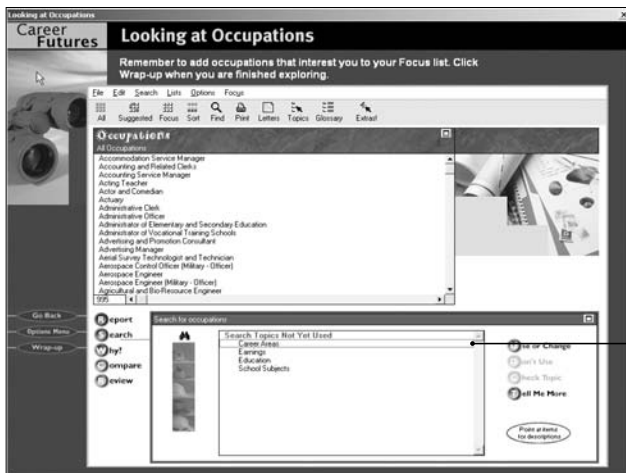 Looking at Occupations
Career
Futures
Looking at Occupations
Remember to add occupations that interest you to your Focus list. Click
Wrap-up when you are finished exploring.
File Edit Search Lists Options Focus
All Suggested Focus Sort Find Print Letters Topics Glossary Extras!
Occupations
All Occupations
Accommodation Service Manager
Accounting and Related Clerks
Accounting Service Manager
Acting Teacher
Actor and Comedian
Actuary
Administrative Clerk
Administrative Officer
Administrator of Elementary and Secondary Education
Administrator of Vocational Training Schools
Advertising and Promotion Consultant
Advertising Manager
Aerial Survey Technologist and Technician
Aerospace Control Officer (Military - Officer)
Aerospace Engineer
Aerospace Engineer (Military - Officer)
Agricultural and Bio-Resource Engineer
995
Go Back
Options Menu
Wrap-up
Report
Search
Why?
Compare
Review
Search for occupations
Search Topics Not Yet Used
Career Areas
Earnings
Education
School Subjects
Use or Change
Don't Use
Check Topic
Tell Me More
Point at items
for descriptions